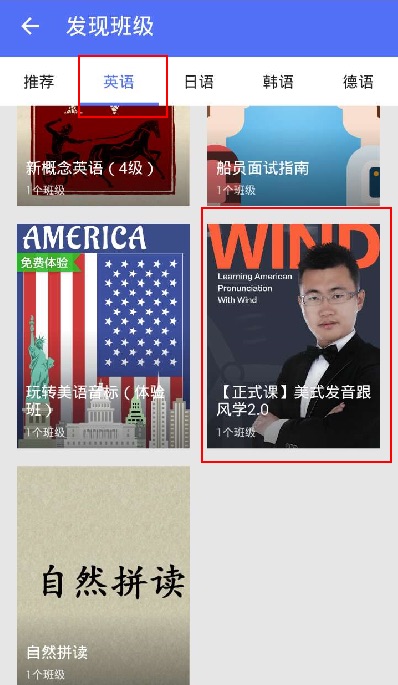 发现班级
推荐
英语
日语
韩语
德语
新概念英语（4级）
1个班级
船员面试指南
1个班级
AMERICA
免费体验
玩转美语音标（体验
班）
1个班级
WIND
Learning American
Pronunciation
With Wind
【正式课】美式发音跟
风学2.0
1个班级
自然拼读
自然拼读
1个班级